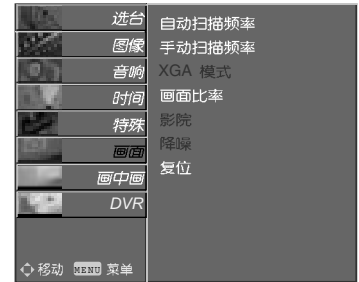 选台
图像
音响
时间
特殊
画面
画中画
DVR
移动 MENU 菜单
自动扫描频率
手动扫描频率
XGA 模式
画面比率
影院
降噪
复位